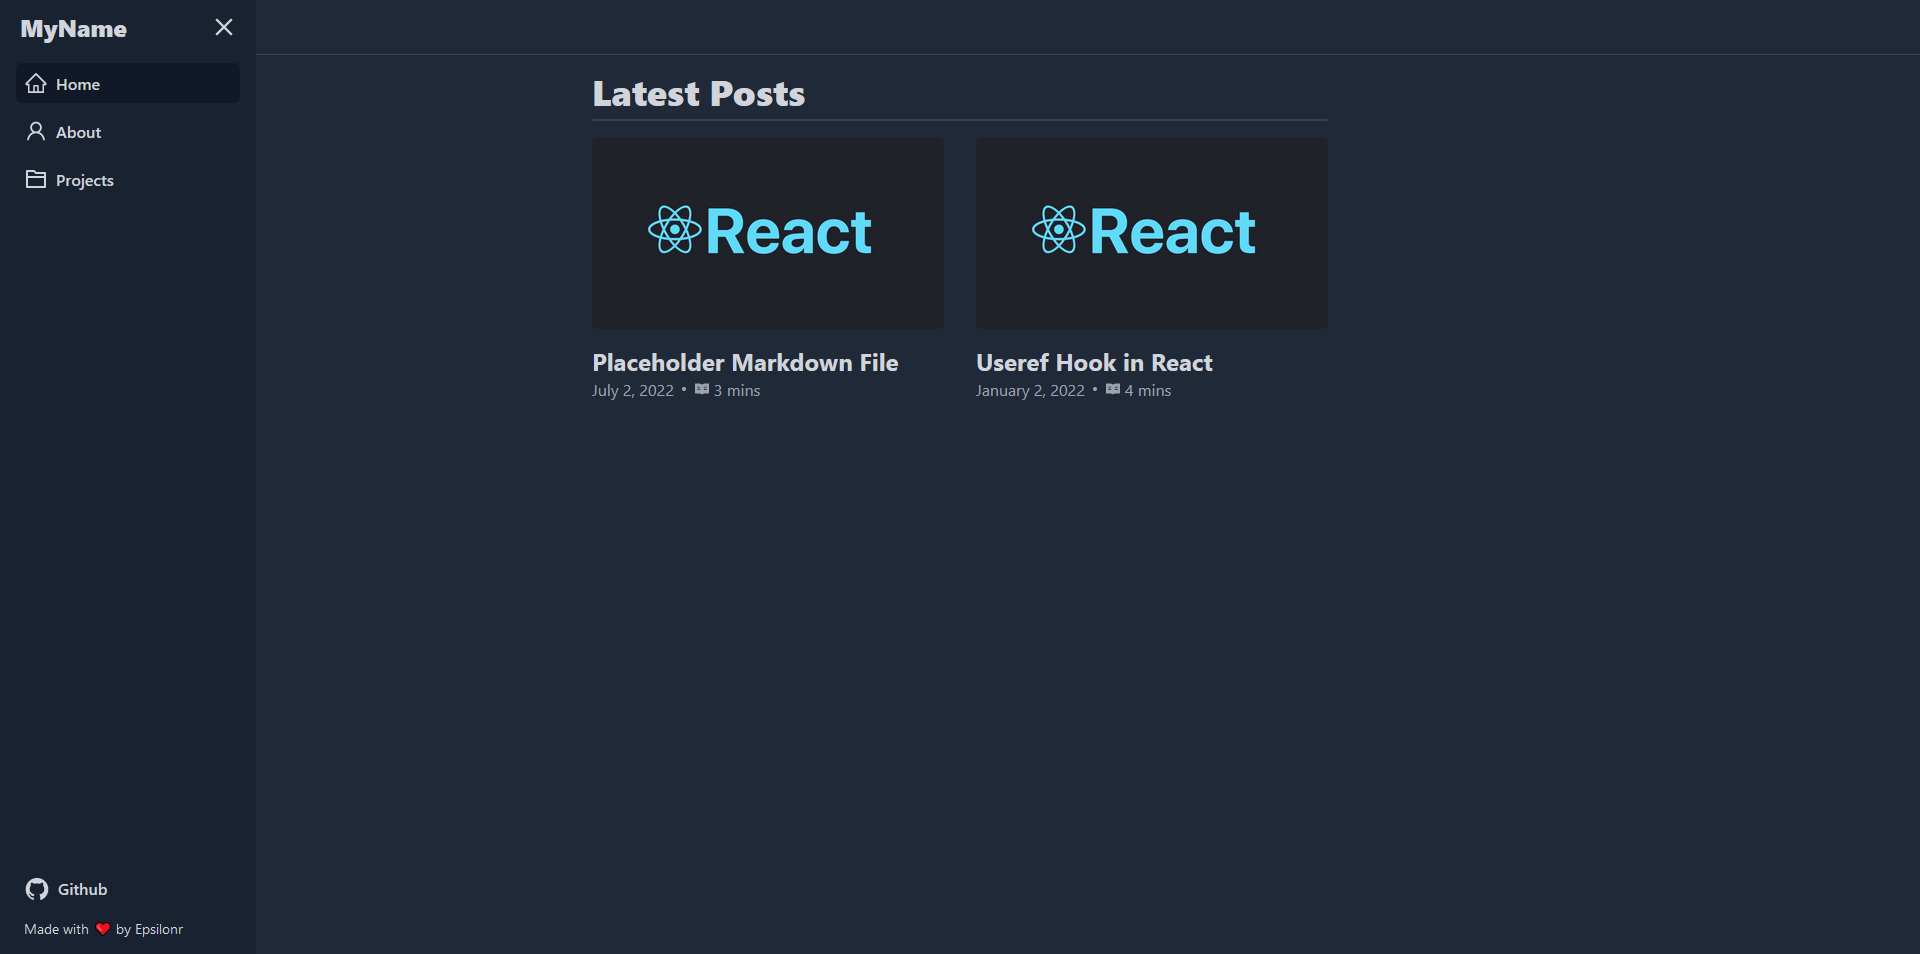 MyName
Home
About
Projects
Github
Made with ❤ by Epsilonr
Latest Posts
React
Placeholder Markdown File
July 2, 2022 • 3 mins
React
Useref Hook in React
January 2, 2022 • 4 mins